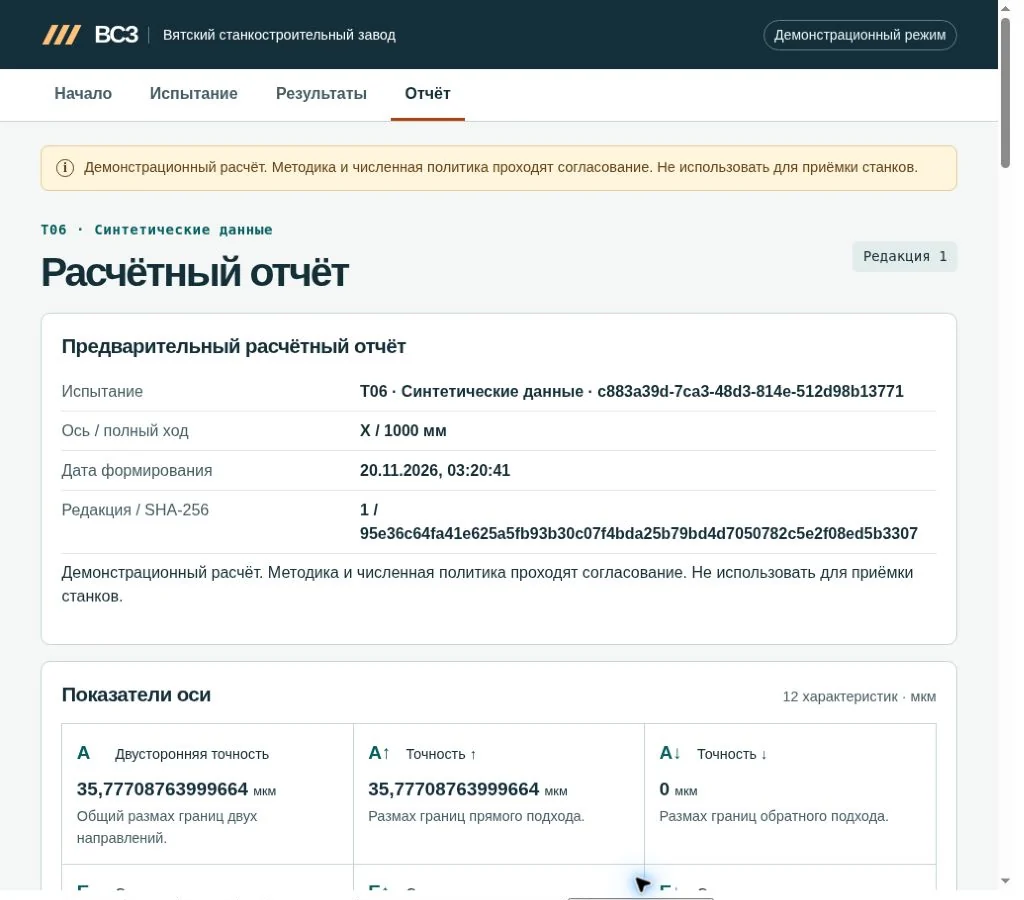 ВСЗ Вятский станкостроительный завод Демонстрационный режим
Начало Испытание Результаты Отчёт
Демонстрационный расчёт. Методика и численная политика проходят согласование. Не использовать для приёмки станков.
T06 · Синтетические данные
Расчётный отчёт
Редакция 1
Предварительный расчётный отчёт
Испытание T06 · Синтетические данные · c883a39d-7ca3-48d3-814e-512d98b13771
Ось / полный ход X / 1000 мм
Дата формирования 20.11.2026, 03:20:41
Редакция / SHA-256 1 /
95e36c64fa41e625a5fb93b30c07f4bda25b79bd4d7050782c5e2f08ed5b3307
Демонстрационный расчёт. Методика и численная политика проходят согласование. Не использовать для приёмки
станков.
Показатели оси 12 характеристик · мкм
A Двусторонняя точность A↑ Точность ↑ A↓ Точность ↓
35,77708763999664 мкм 35,77708763999664 мкм 0 мкм
Общий размах границ двух Размах границ прямого подхода. Размах границ обратного подхода.
направлений.